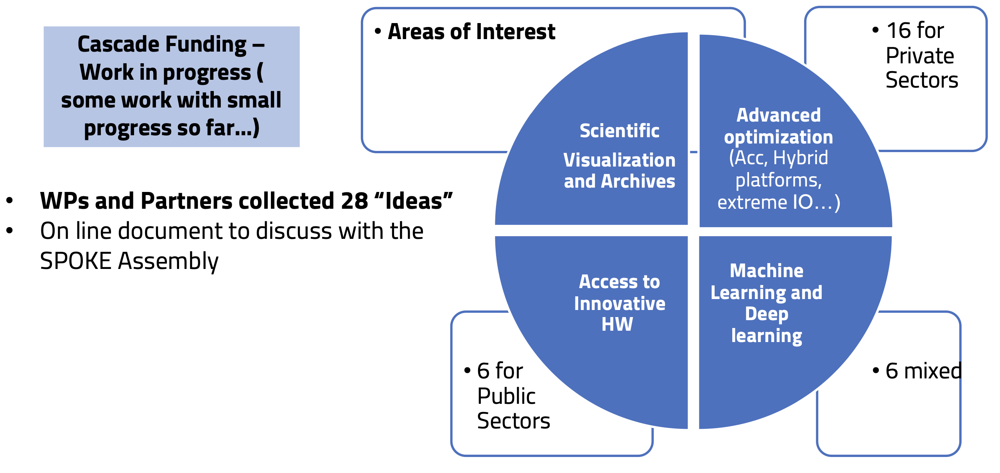 Cascade Funding –
Work in progress (
some work with small
progress so far...)
• WPs and Partners collected 28 “Ideas”
• On line document to discuss with the
SPOKE Assembly
• Areas of Interest
• 16 for
Private
Sectors
Scientific
Visualization
and Archives
Advanced
optimization
(Acc, Hybrid
platforms,
extreme IO…)
Access to
Innovative
HW
Machine
Learning and
Deep
learning
• 6 for
Public
Sectors
• 6 mixed